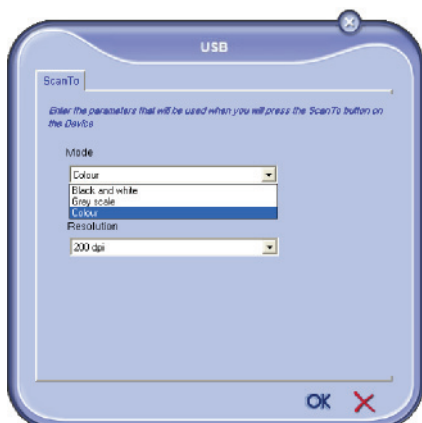 USB
ScanTo
Enter the parameters that will be used when you will press the ScanTo button on
the Device
Mode
Colour
Black and white
Grey scale
Colour
Resolution
200 dpi
OK